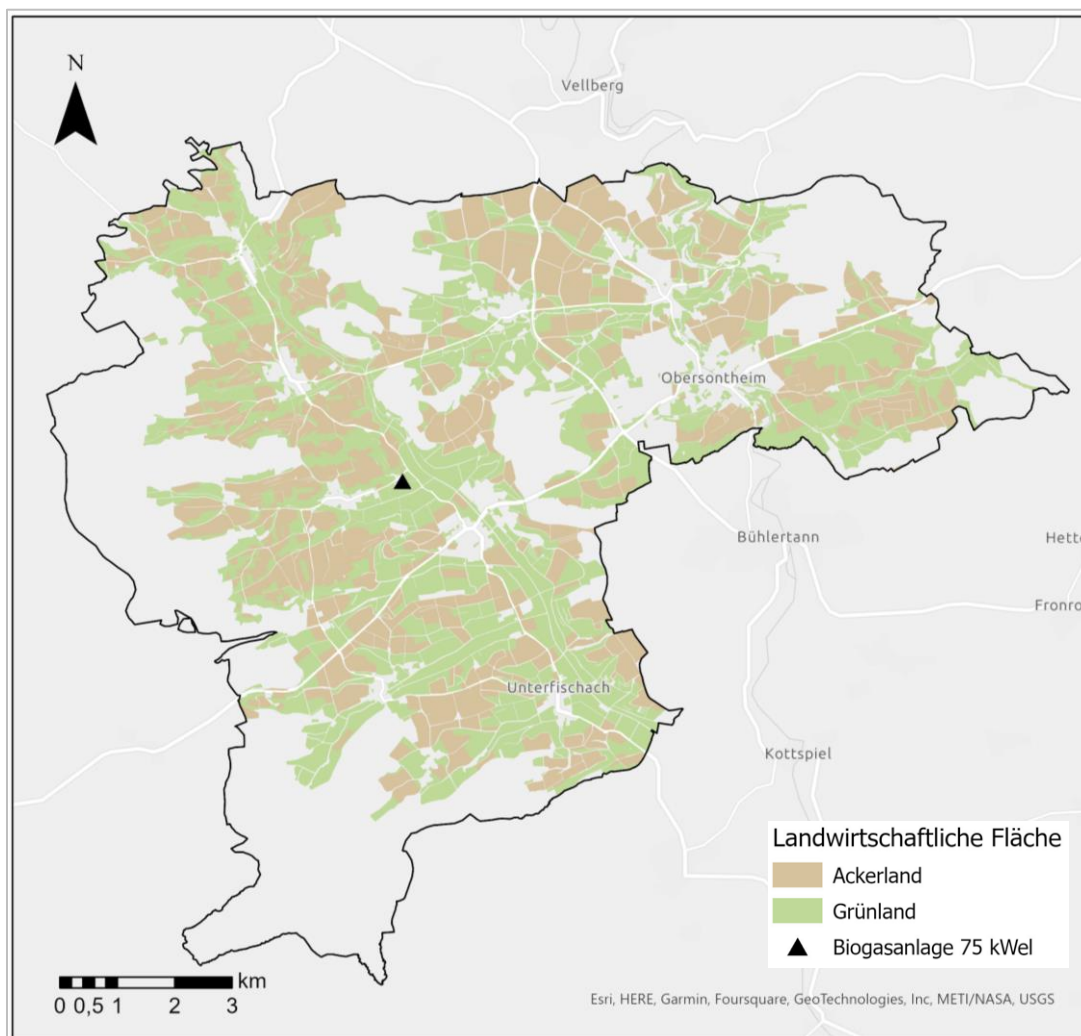 N
Vellberg
Obersontheim
Bühlertann
Hette
Fronro
Unterfischach
Kottspiel
Landwirtschaftliche Fläche
Ackerland
Grünland
Biogasanlage 75 kWel
km
0 0,5 1 2 3
Esri, HERE, Garmin, Foursquare, GeoTechnologies, Inc, METI/NASA, USGS